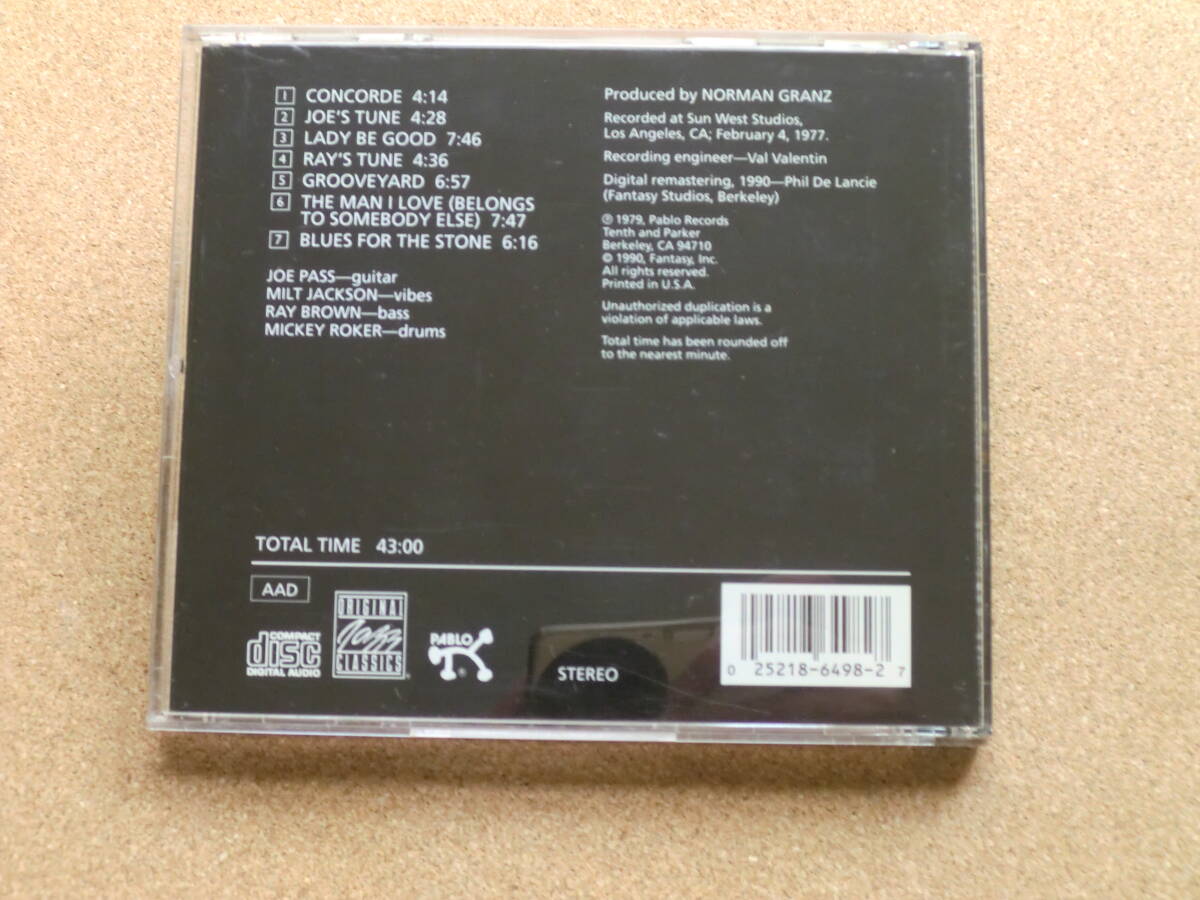 1 CONCORDE 4:14
2 JOE'S TUNE 4:28
3 LADY BE GOOD 7:46
4 RAY'S TUNE 4:36
5 GROOVEYARD 6:57
6 THE MAN I LOVE (BELONGS
TO SOMEBODY ELSE) 7:47
7 BLUES FOR THE STONE 6:16
JOE PASS—guitar
MILT JACKSON—vibes
RAY BROWN—bass
MICKEY ROKER—drums
Produced by NORMAN GRANZ
Recorded at Sun West Studios,
Los Angeles, CA; February 4, 1977.
Recording engineer—Val Valentin
Digital remastering, 1990—Phil De Lancie
(Fantasy Studios, Berkeley)
℗ 1979, Pablo Records
Tenth and Parker
Berkeley, CA 94710
© 1990, Fantasy, Inc.
All rights reserved.
Printed in U.S.A.
Unauthorized duplication is a
violation of applicable laws.
Total time has been rounded off
to the nearest minute.
TOTAL TIME 43:00
AAD
COMPACT
disc
DIGITAL AUDIO
ORIGINAL
Jazz
CLASSICS
PABLO
®
STEREO
0 25218-6498-2 7